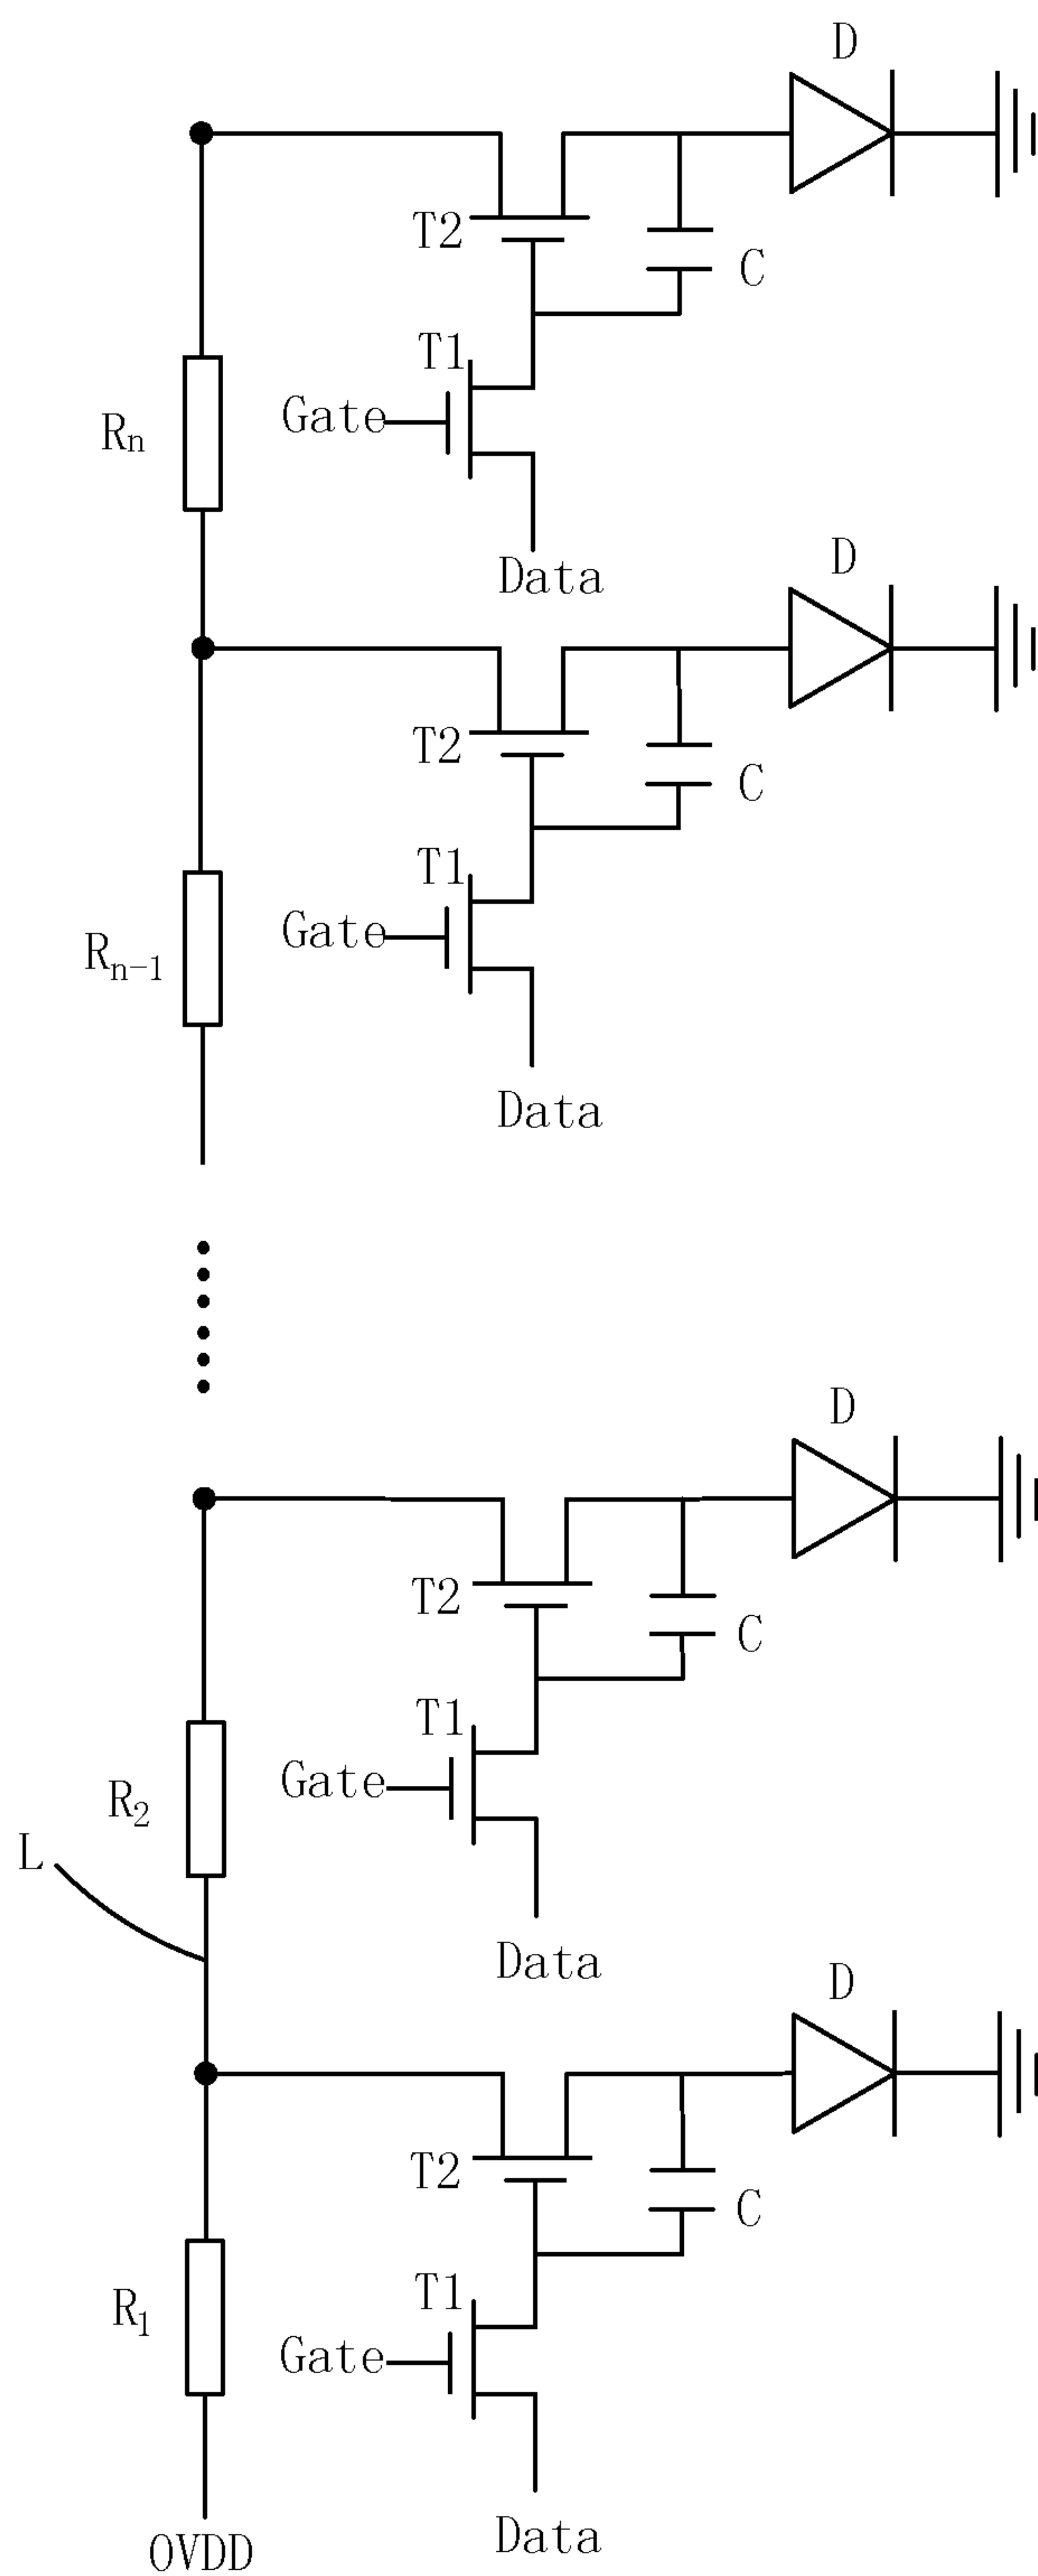 D
T2
C
T1
Gate
Rn
Data
D
T2
C
T1
Gate
Rn-1
Data
D
T2
C
T1
Gate
R2
L
Data
D
T2
C
T1
R1
Gate
Data
OVDD